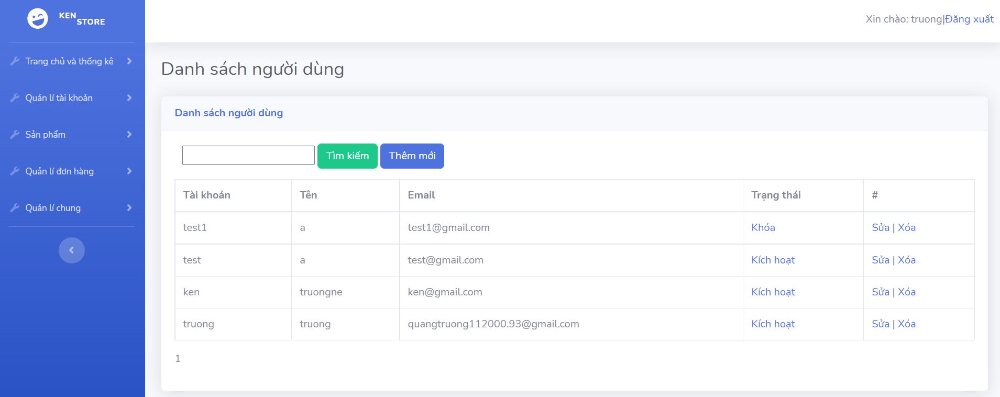 KEN
STORE
Xin chào: truong|Đăng xuất
Trang chủ và thống kê
Quản lí tài khoản
Sản phẩm
Quản lí đơn hàng
Quản lí chung
Danh sách người dùng
Danh sách người dùng
Tìm kiếm Thêm mới
Tài khoản Tên Email Trạng thái #
test1 a test1@gmail.com Khóa Sửa | Xóa
test a test@gmail.com Kích hoạt Sửa | Xóa
ken truongne ken@gmail.com Kích hoạt Sửa | Xóa
truong truong quangtruong112000.93@gmail.com Kích hoạt Sửa | Xóa
1